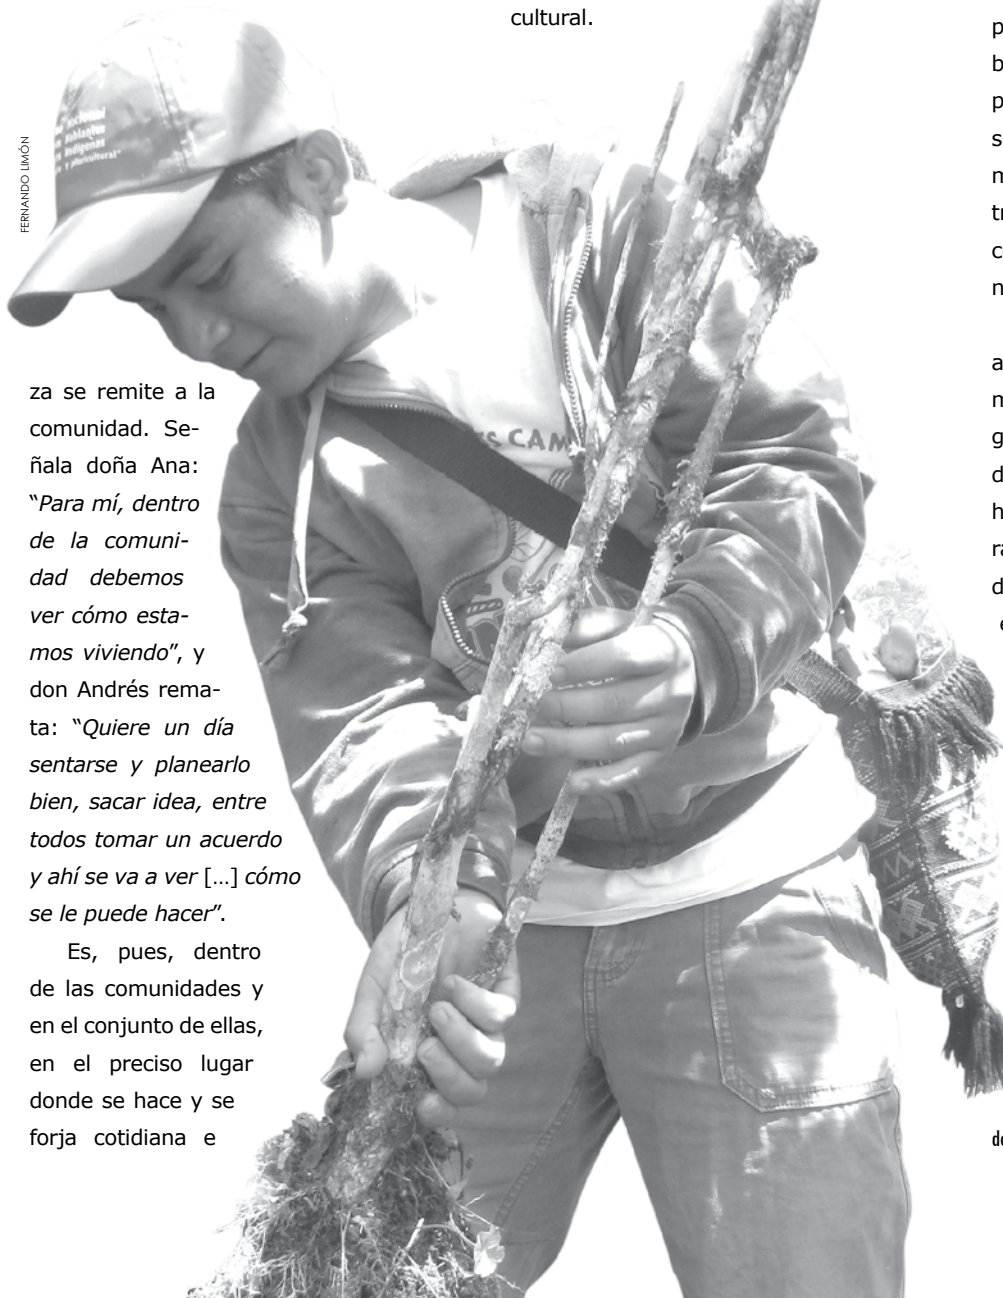 cultural.
FERNANDO LIMÓN
Hablantes
Indígenas
y pluricultural"
za se remite a la
comunidad. Se-
ñala doña Ana:
“Para mí, dentro
de la comuni-
dad debemos
ver cómo esta-
mos viviendo”, y
don Andrés rema-
ta: “Quiere un día
sentarse y planearlo
bien, sacar idea, entre
todos tomar un acuerdo
y ahí se va a ver [...] cómo
se le puede hacer”.
Es, pues, dentro
de las comunidades y
en el conjunto de ellas,
en el preciso lugar
donde se hace y se
forja cotidiana e